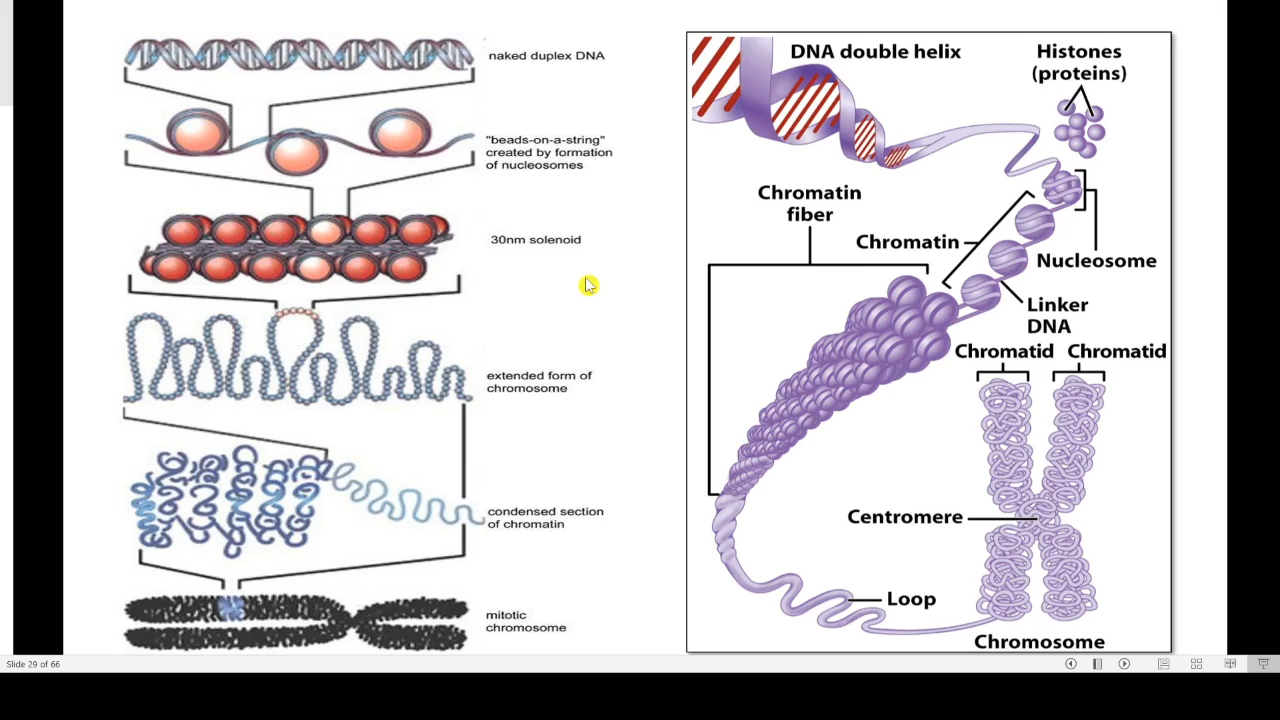 naked duplex DNA
"beads-on-a-string"
created by formation
of nucleosomes
30nm solenoid
extended form of
chromosome
condensed section
of chromatin
mitotic
chromosome
DNA double helix
Histones
(proteins)
Chromatin
fiber
Chromatin
Nucleosome
Linker
DNA
Chromatid Chromatid
Centromere
Loop
Chromosome
Slide 29 of 66